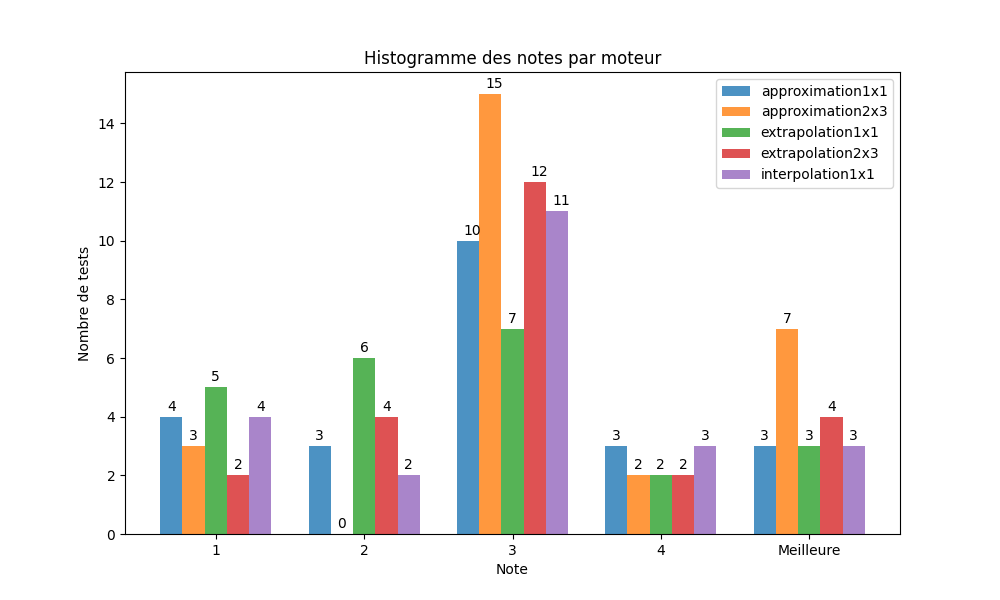 Histogramme des notes par moteur
approximation1x1
approximation2x3
extrapolation1x1
extrapolation2x3
interpolation1x1
Nombre de tests
14
12
10
8
6
4
2
0
4 3 5 2 4
3 0 6 4 2
10 15 7 12 11
3 2 2 2 3
3 7 3 4 3
1 2 3 4 Meilleure
Note